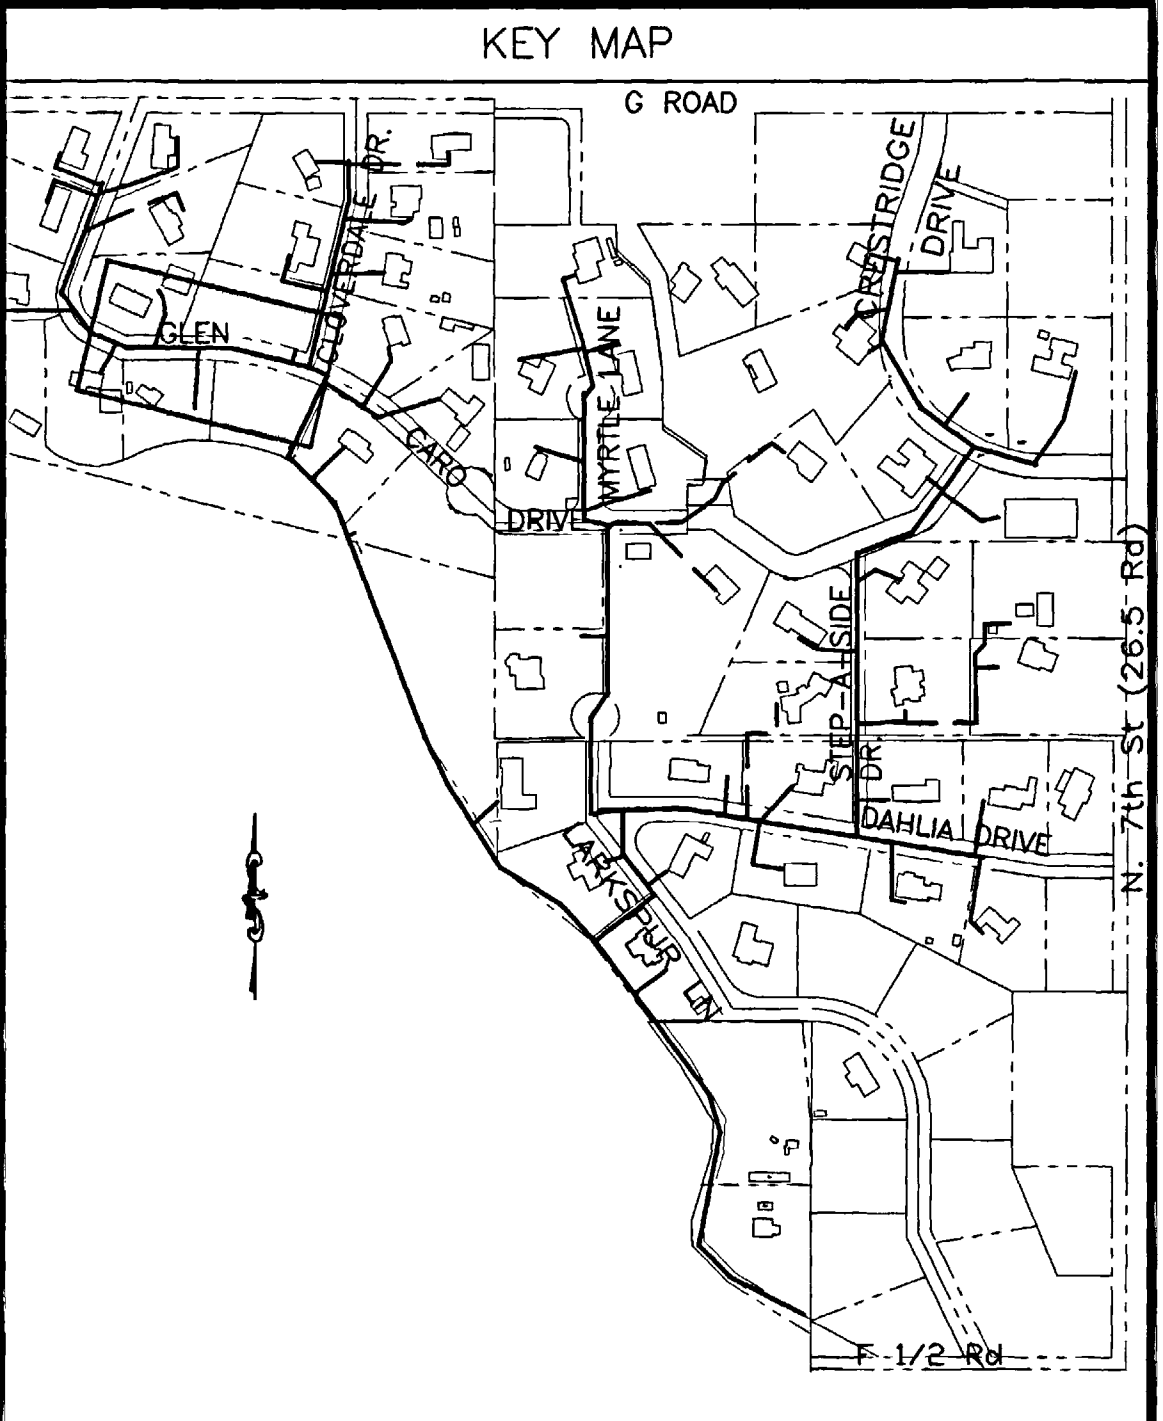 KEY MAP
G ROAD
CRESTRIDGE
DRIVE
CLOVERDALE DR.
GLEN
CARO
DRIVE
MYRTLE LANE
STEP-A-SIDE
DR.
DAHLIA DRIVE
LARKSPUR LN
N. 7th St (26.5 Rd)
F 1/2 Rd